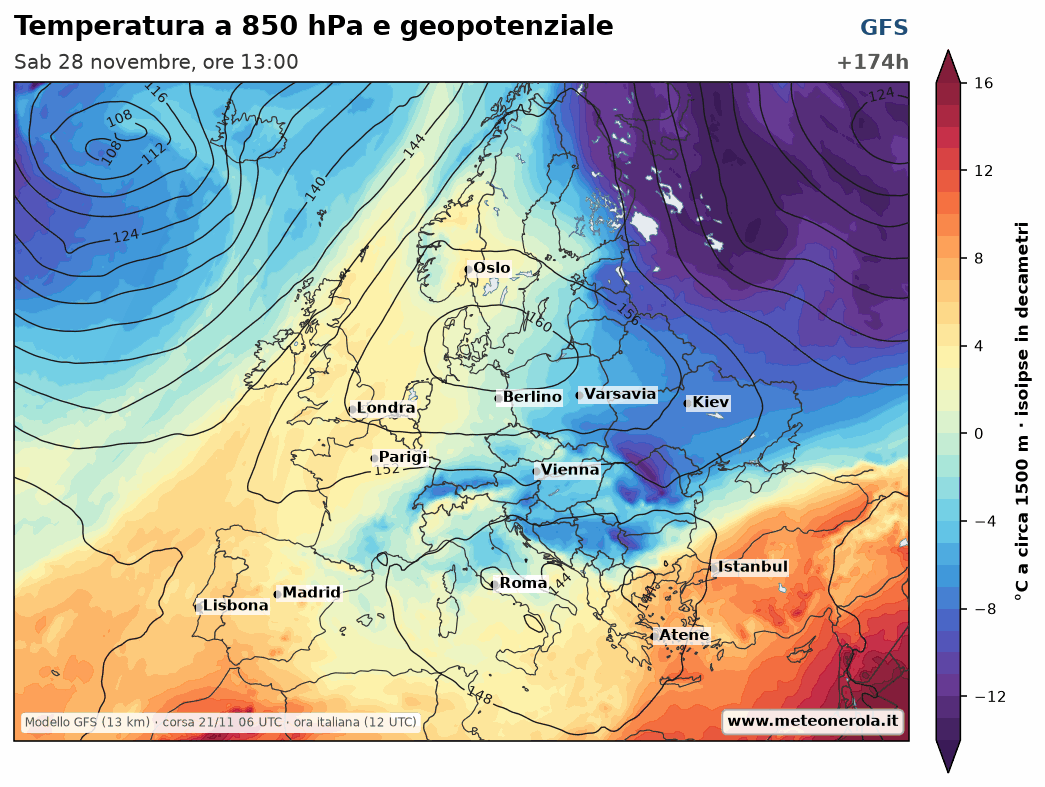 Temperatura a 850 hPa e geopotenziale
GFS
Sab 28 novembre, ore 13:00
+174h
116
108
108
112
124
140
144
124
156
160
152
144
144
148
Oslo
Berlino
Varsavia
Kiev
Londra
Parigi
Vienna
Roma
Istanbul
Madrid
Lisbona
Atene
Modello GFS (13 km) · corsa 21/11 06 UTC · ora italiana (12 UTC)
www.meteonerola.it
16
12
8
4
0
−4
−8
−12
°C a circa 1500 m · isoipse in decametri